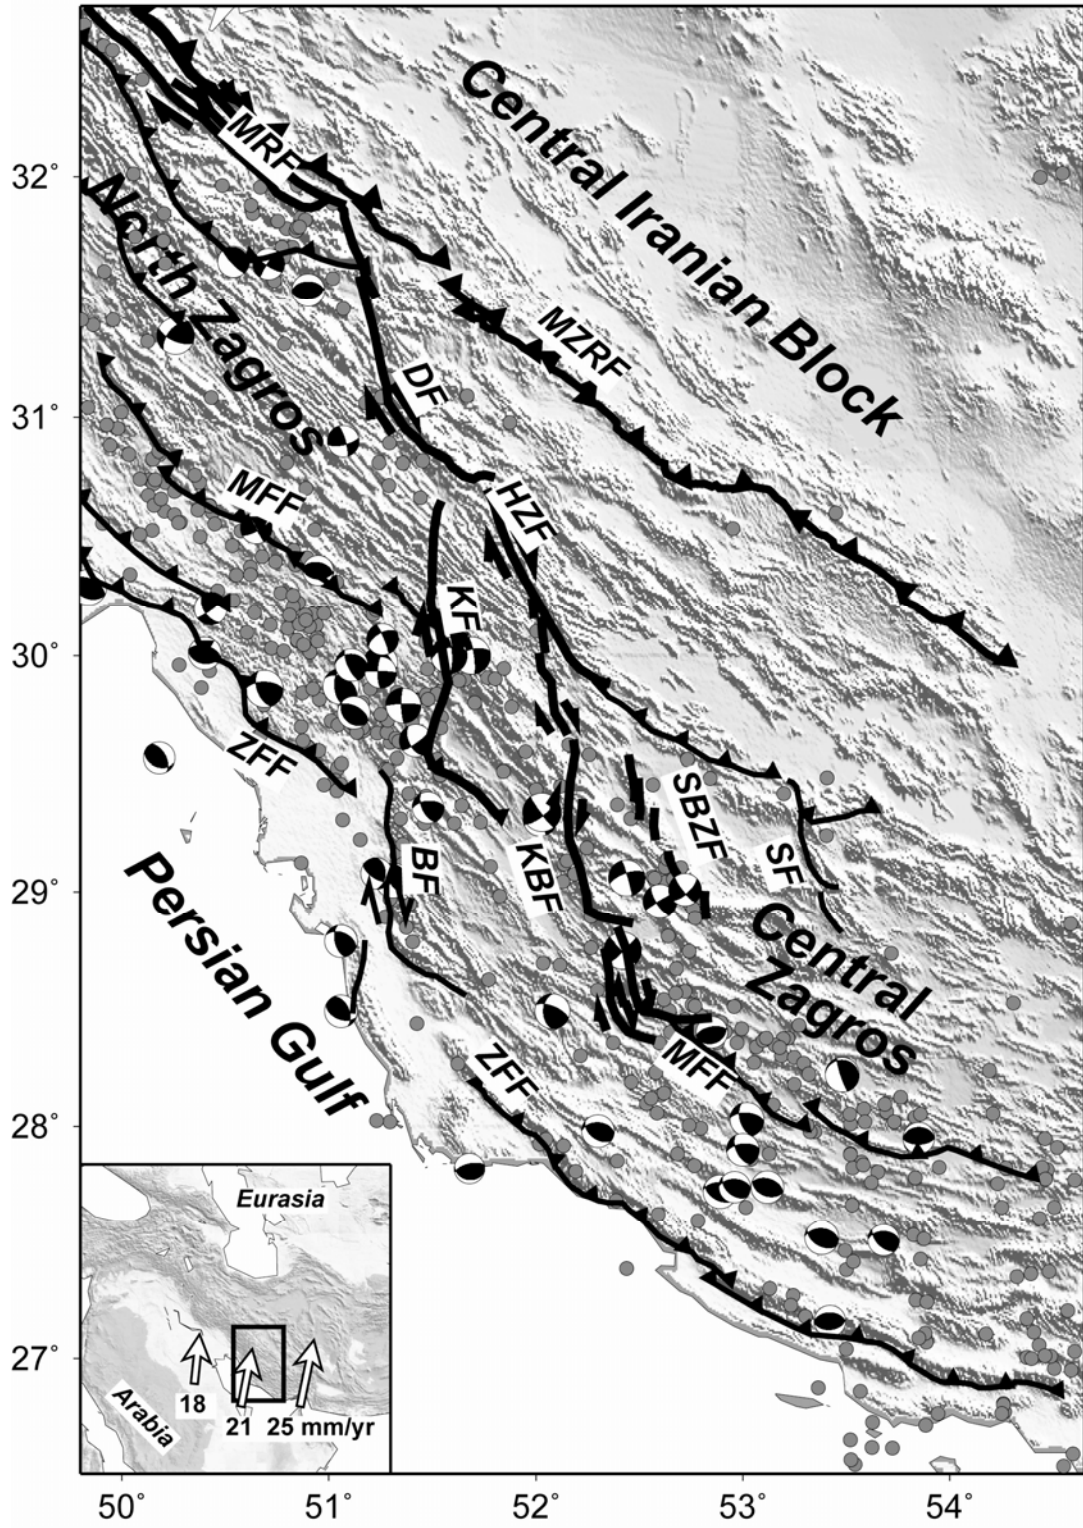 Central Iranian Block
MRF
32°
North Zagros
MZRF
DF
31°
MFF
HZF
KF
30°
ZFF
SBZF
BF
KBF
SF
29°
Persian Gulf
Central
Zagros
ZFF
MFF
28°
Eurasia
27°
18
Arabia
21
25 mm/yr
50°
51°
52°
53°
54°